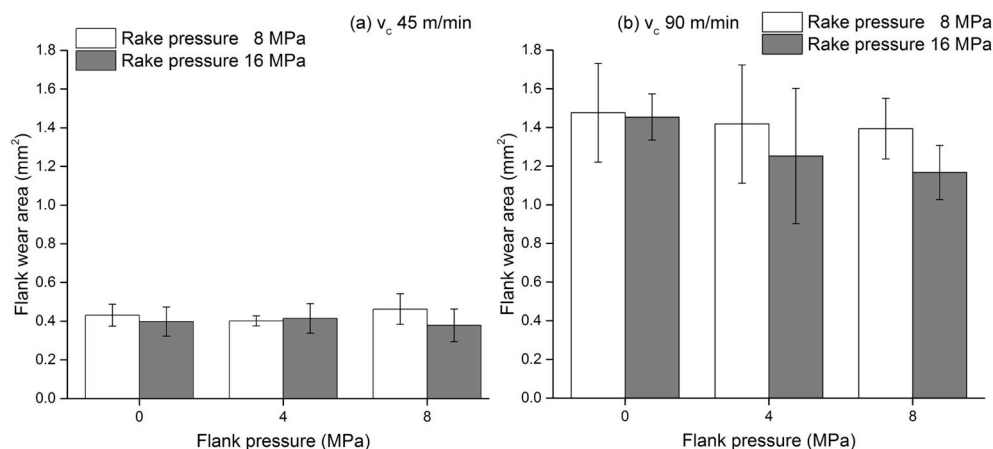 (a) v_c 45 m/min
Rake pressure 8 MPa
Rake pressure 16 MPa
1.8
1.6
1.4
1.2
1.0
0.8
0.6
0.4
0.2
0.0
Flank wear area (mm²)
0 4 8
Flank pressure (MPa)
(b) v_c 90 m/min
Rake pressure 8 MPa
Rake pressure 16 MPa
1.8
1.6
1.4
1.2
1.0
0.8
0.6
0.4
0.2
0.0
Flank wear area (mm²)
0 4 8
Flank pressure (MPa)